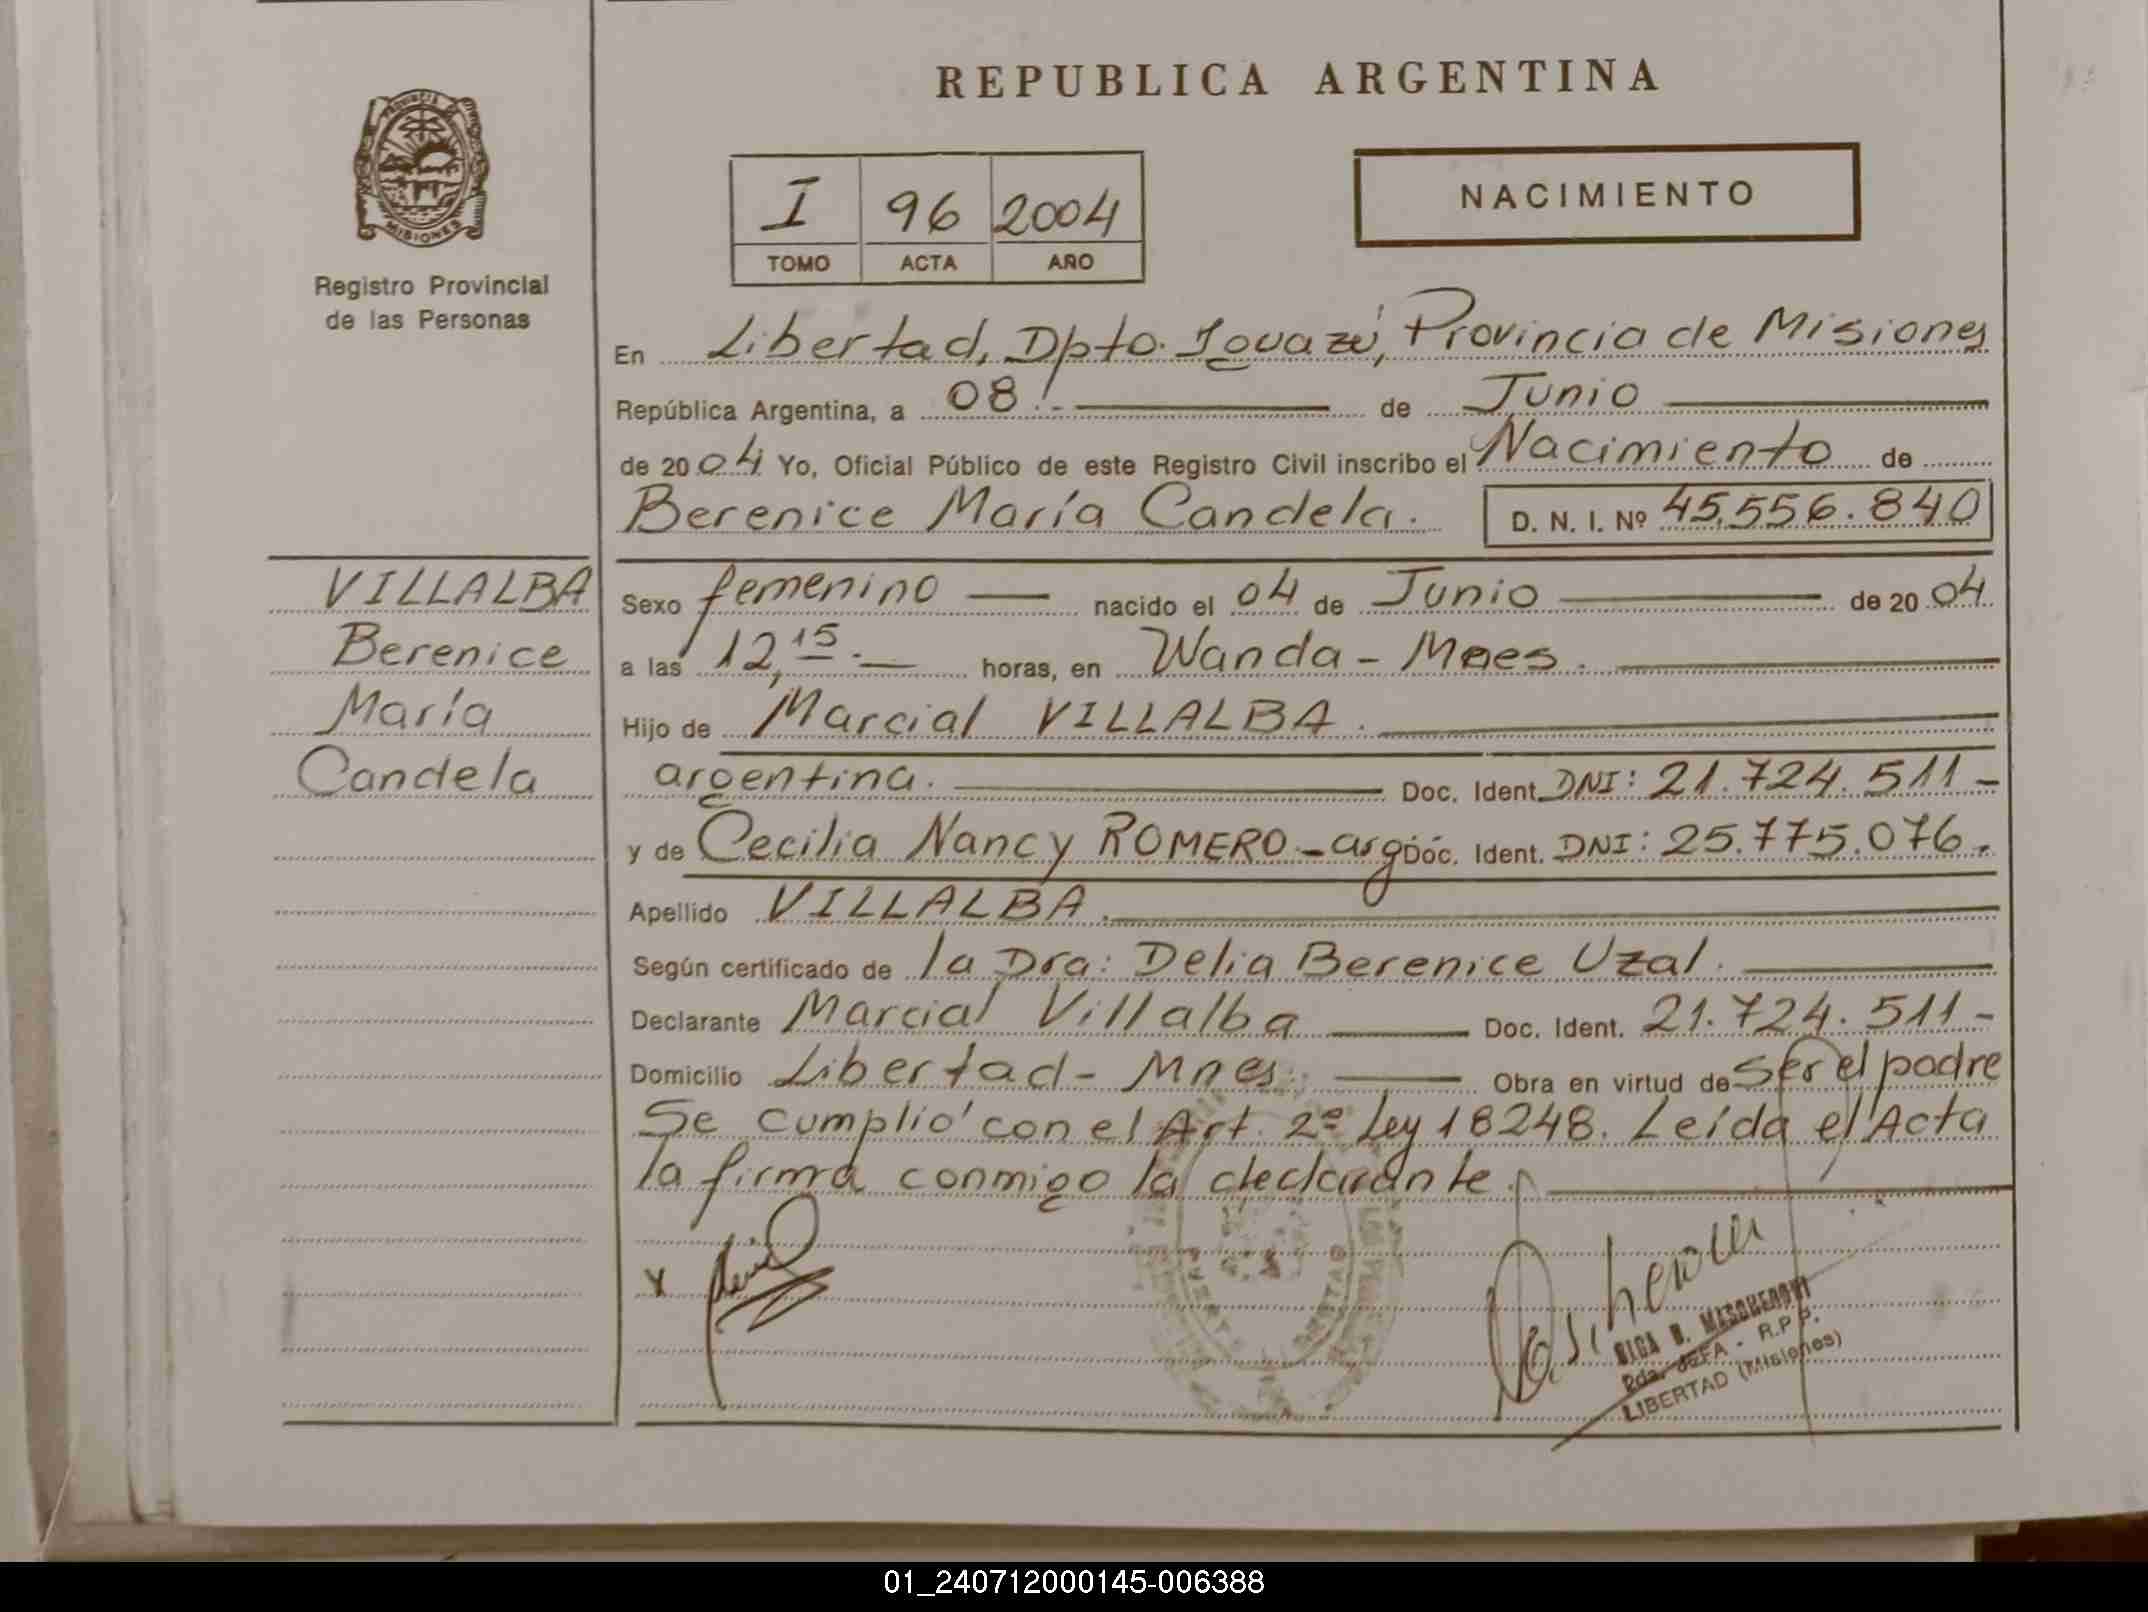 REPUBLICA ARGENTINA
PROVINCIA DE
MISIONES
Registro Provincial
de las Personas
I 96 2004
TOMO ACTA AÑO
NACIMIENTO
En Libertad, Dpto. Iguazú, Provincia de Misiones
República Argentina, a 08.- de Junio
de 2004 Yo, Oficial Público de este Registro Civil inscribo el Nacimiento de
Berenice María Candela. D. N. I. Nº 45.556.840
VILLALBA
Berenice
María
Candela
Sexo femenino nacido el 04 de Junio de 2004
a las 12,15.- horas, en Wanda - Mnes.
Hijo de Marcial VILLALBA.
argentina. Doc. Ident. DNI: 21.724.511-
y de Cecilia Nancy ROMERO - arg Doc. Ident. DNI: 25.775.076.
Apellido VILLALBA.
Según certificado de la Dra: Delia Berenice Uzal.
Declarante Marcial Villalba Doc. Ident. 21.724.511-
Domicilio Libertad - Mnes. Obra en virtud de ser el padre
Se cumplió con el Art. 2º Ley 18248. Leída el Acta
la firma conmigo la declarante.
X
LIBERTAD
R.P.P.
LIBERTAD (Misiones)
01_240712000145-006388